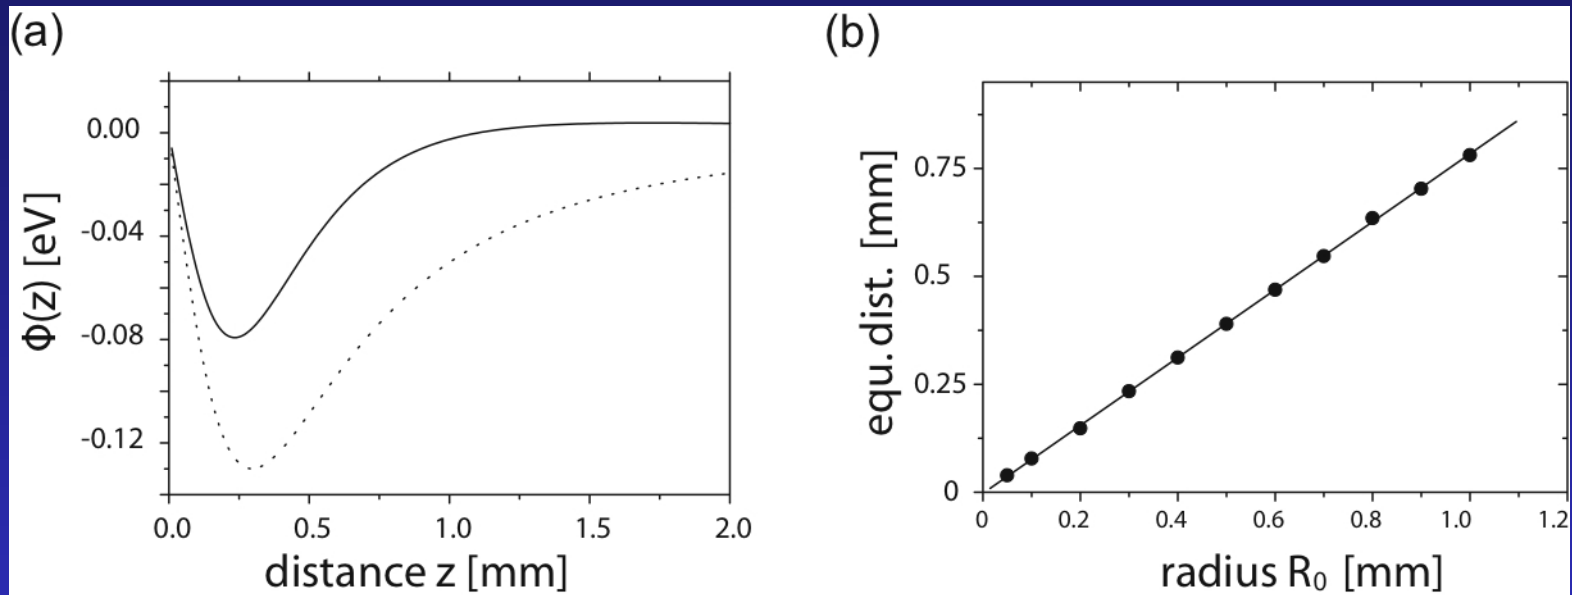 (a)
0.00
-0.04
-0.08
-0.12
Φ(z) [eV]
0.0 0.5 1.0 1.5 2.0
distance z [mm]
(b)
0.75
0.5
0.25
0
equ.dist. [mm]
0 0.2 0.4 0.6 0.8 1.0 1.2
radius R₀ [mm]